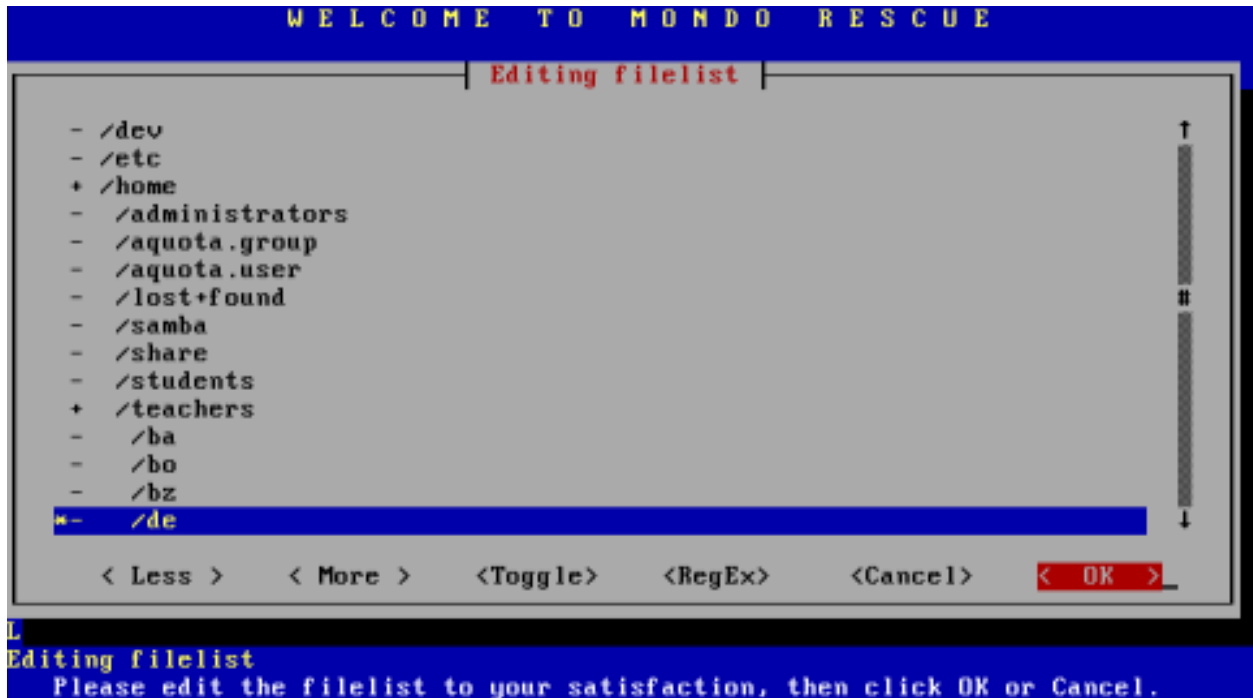 WELCOME TO MONDO RESCUE
Editing filelist
- /dev
- /etc
+ /home
- /administrators
- /aquota.group
- /aquota.user
- /lost+found
- /samba
- /share
- /students
+ /teachers
- /ba
- /bo
- /bz
*- /de
< Less > < More > <Toggle> <RegEx> <Cancel> < OK >_
L
Editing filelist
Please edit the filelist to your satisfaction, then click OK or Cancel.